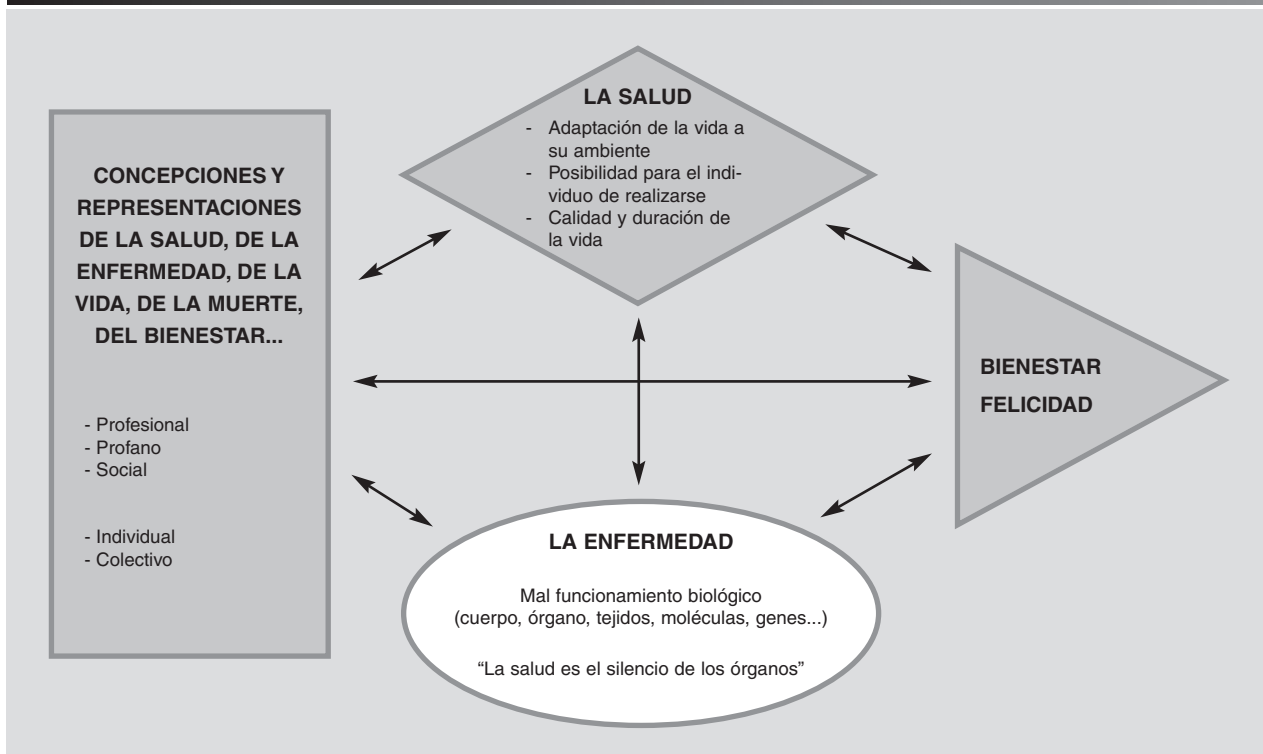 CONCEPCIONES Y
REPRESENTACIONES
DE LA SALUD, DE LA
ENFERMEDAD, DE LA
VIDA, DE LA MUERTE,
DEL BIENESTAR...
- Profesional
- Profano
- Social
- Individual
- Colectivo
LA SALUD
- Adaptación de la vida a
su ambiente
- Posibilidad para el indi-
viduo de realizarse
- Calidad y duración de
la vida
BIENESTAR
FELICIDAD
LA ENFERMEDAD
Mal funcionamiento biológico
(cuerpo, órgano, tejidos, moléculas, genes...)
“La salud es el silencio de los órganos”